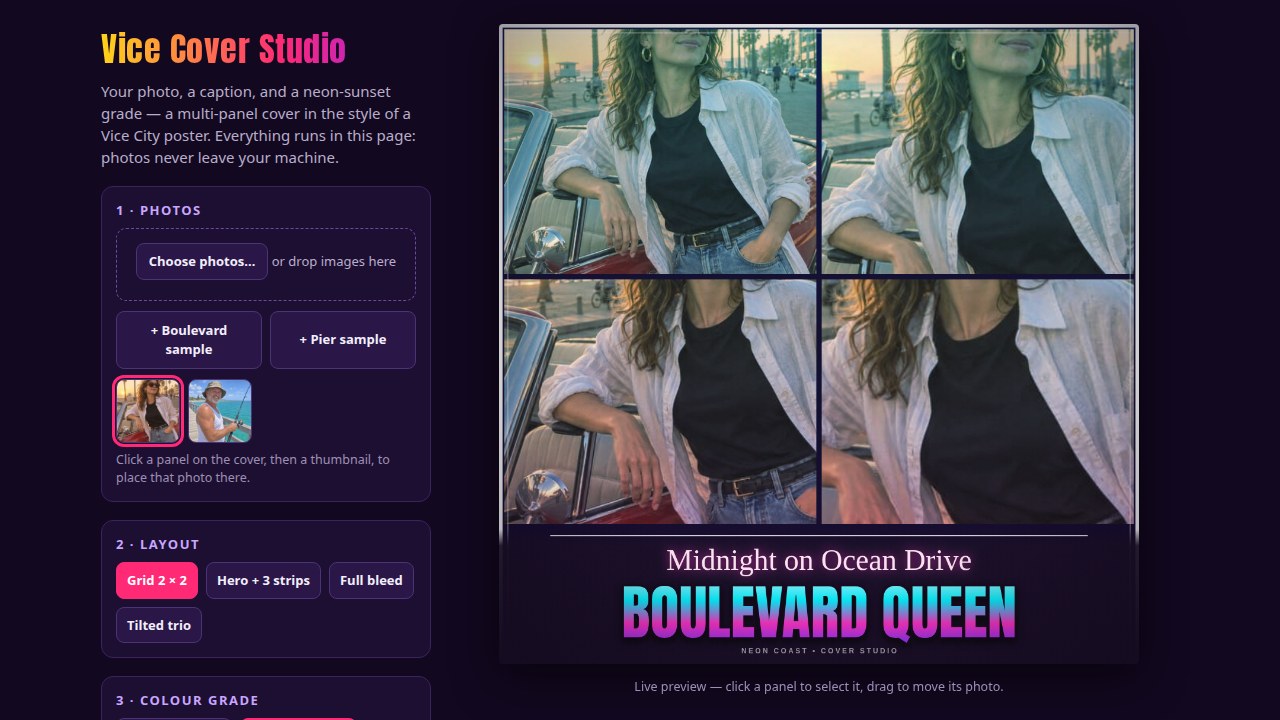 Vice Cover Studio
Your photo, a caption, and a neon-sunset
grade — a multi-panel cover in the style of a
Vice City poster. Everything runs in this page:
photos never leave your machine.
1 · PHOTOS
Choose photos... or drop images here
+ Boulevard
sample
+ Pier sample
Click a panel on the cover, then a thumbnail, to
place that photo there.
2 · LAYOUT
Grid 2 × 2
Hero + 3 strips
Full bleed
Tilted trio
3 · COLOUR GRADE
Midnight on Ocean Drive
BOULEVARD QUEEN
NEON COAST • COVER STUDIO
Live preview — click a panel to select it, drag to move its photo.